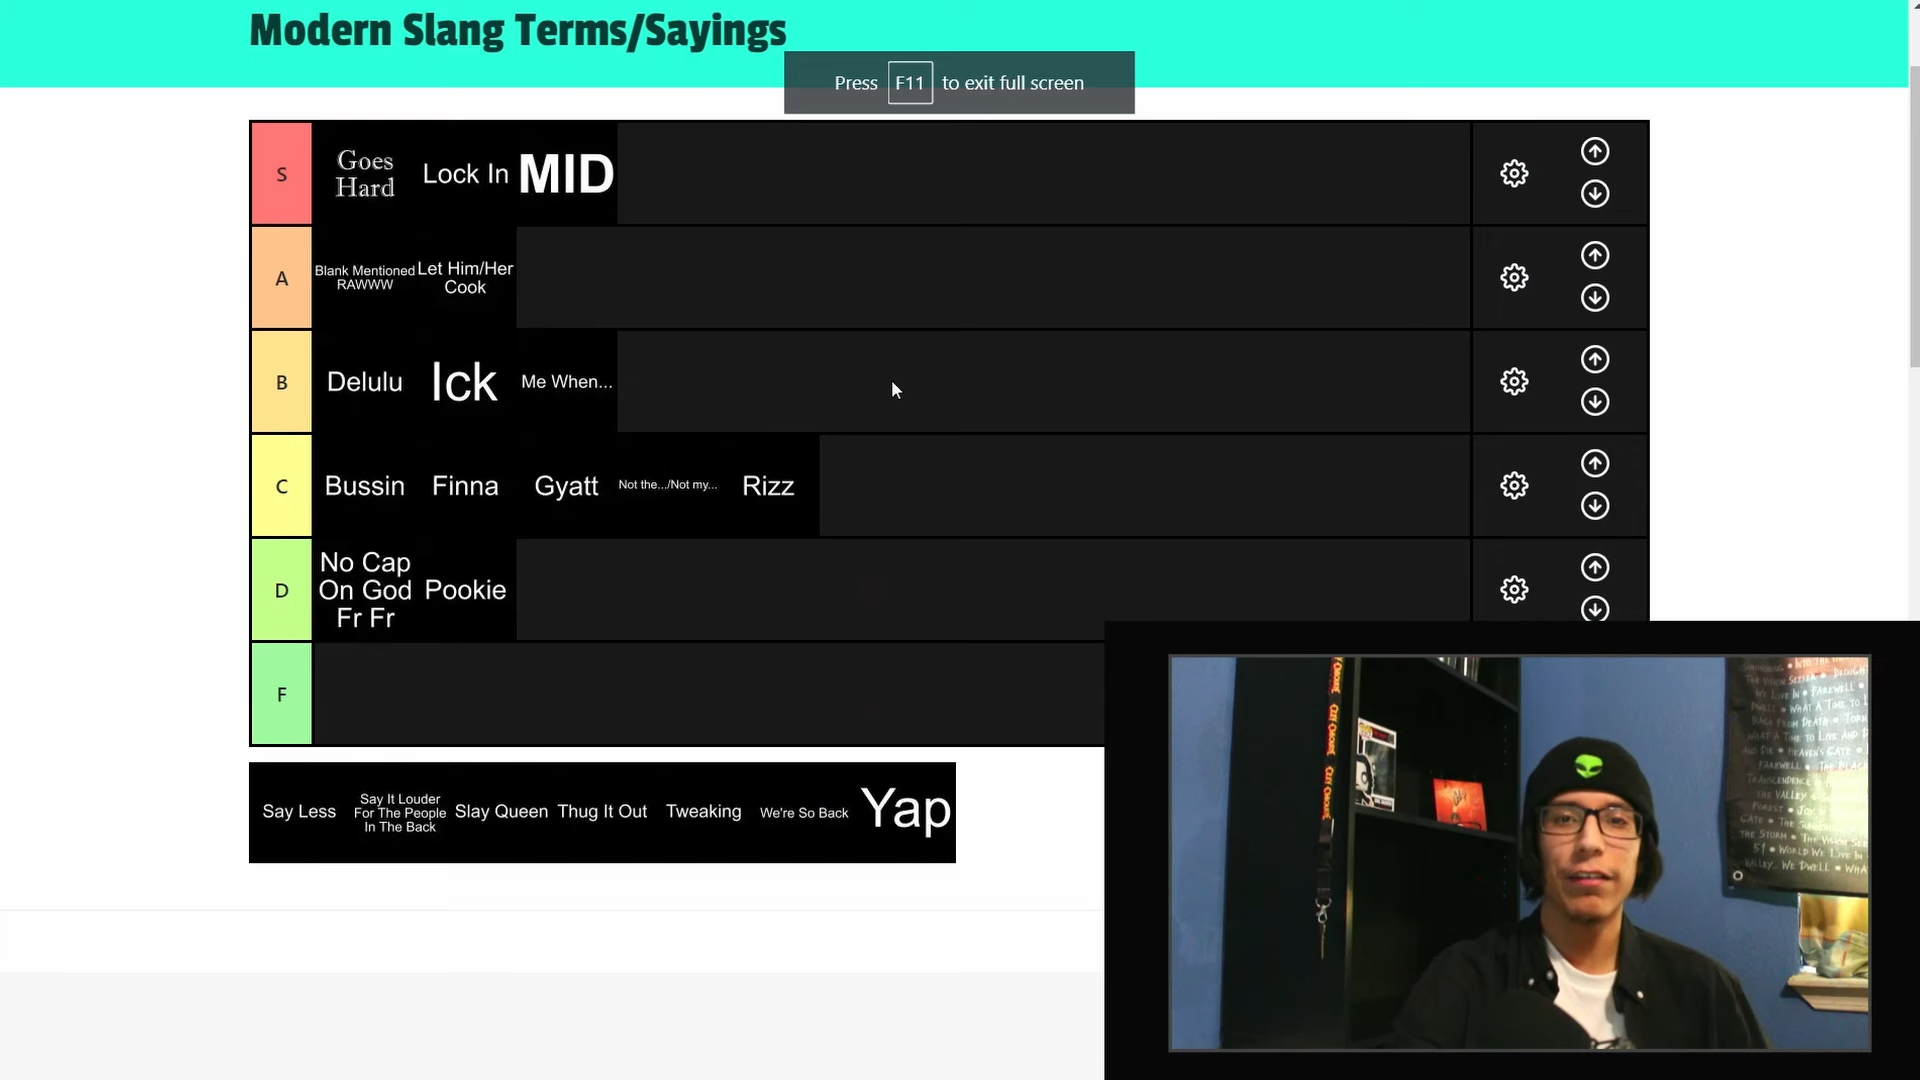 Modern Slang Terms/Sayings
Press F11 to exit full screen
S
Goes
Hard
Lock In
MID
A
Blank Mentioned
RAWWW
Let Him/Her
Cook
B
Delulu
Ick
Me When...
C
Bussin
Finna
Gyatt
Not the.../Not my...
Rizz
D
No Cap
On God
Fr Fr
Pookie
F
Say Less
Say It Louder
For The People
In The Back
Slay Queen
Thug It Out
Tweaking
We're So Back
Yap